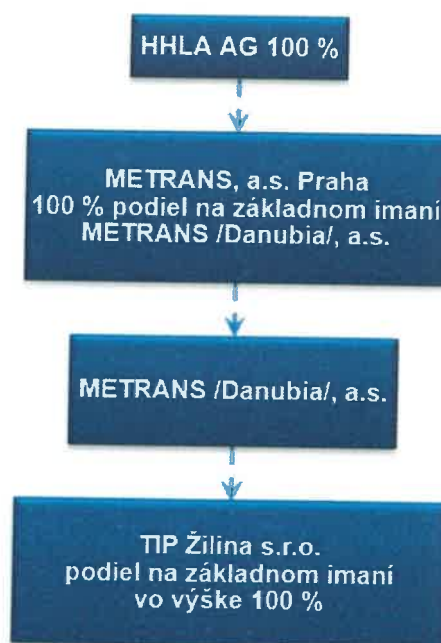 HHLA AG 100 %
METRANS, a.s. Praha
100 % podiel na základnom imaní
METRANS /Danubia/, a.s.
METRANS /Danubia/, a.s.
TIP Žilina s.r.o.
podiel na základnom imaní
vo výške 100 %